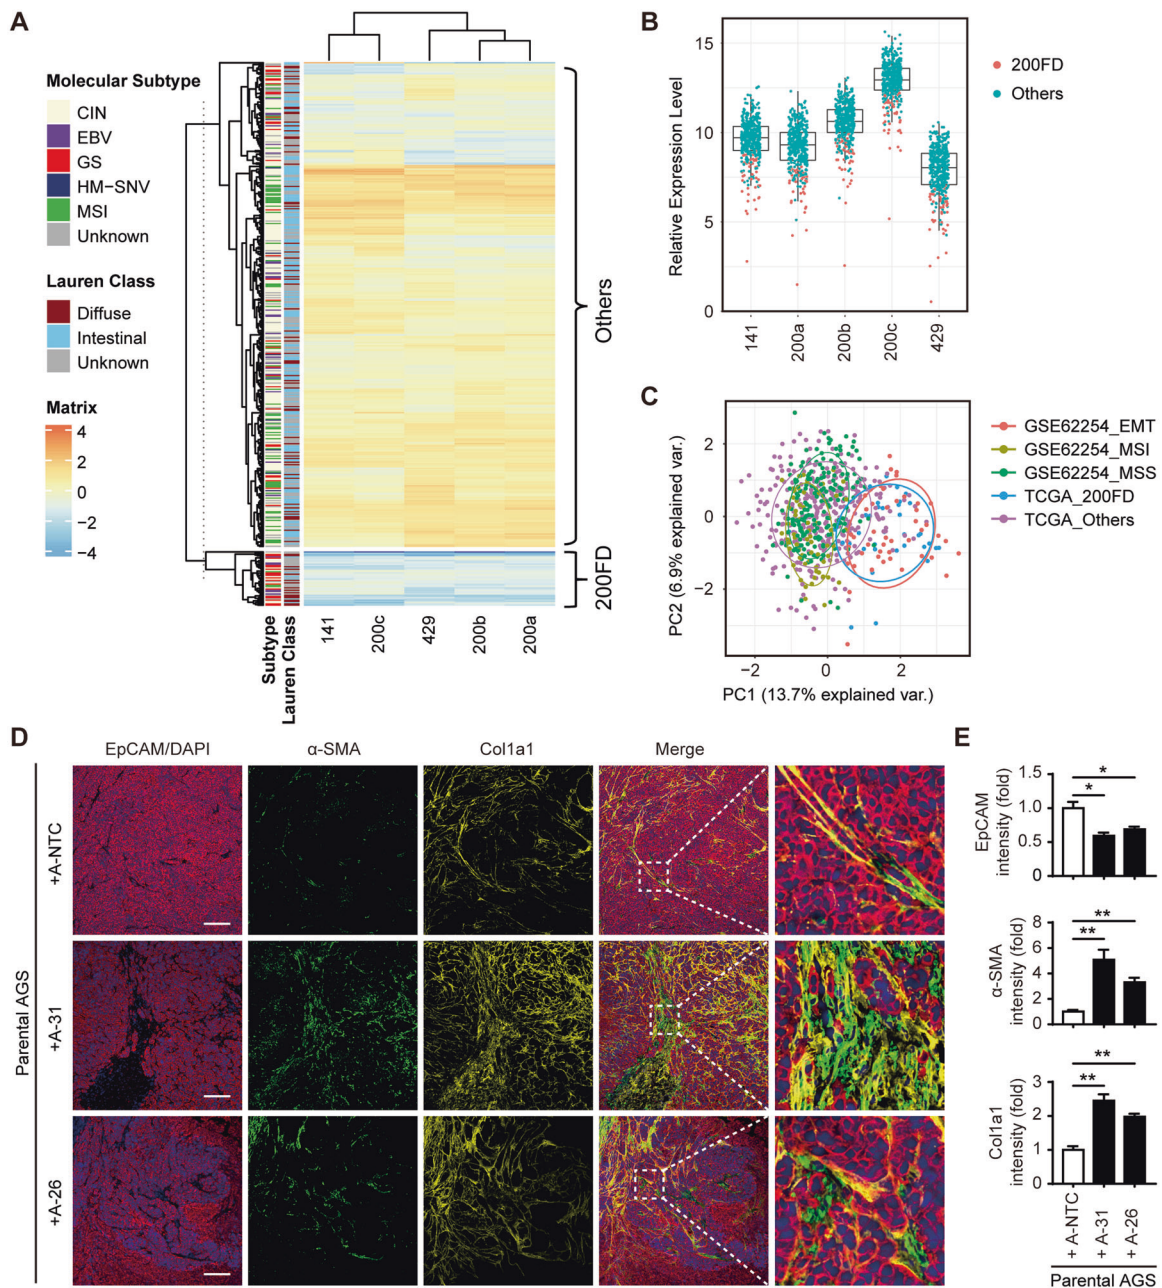 A
Molecular Subtype
CIN
EBV
GS
HM−SNV
MSI
Unknown
Lauren Class
Diffuse
Intestinal
Unknown
Matrix
4
2
0
−2
−4
Others
200FD
Subtype
Lauren Class
141
200c
429
200b
200a
B
Relative Expression Level
15
10
5
0
141
200a
200b
200c
429
200FD
Others
C
PC2 (6.9% explained var.)
2
0
−2
−2
0
2
PC1 (13.7% explained var.)
GSE62254_EMT
GSE62254_MSI
GSE62254_MSS
TCGA_200FD
TCGA_Others
D
EpCAM/DAPI
α-SMA
Col1a1
Merge
Parental AGS
+A-NTC
+A-31
+A-26
E
EpCAM
intensity (fold)
1.5
1.0
0.5
0
*
*
α-SMA
intensity (fold)
8
6
4
2
0
**
**
Col1a1
intensity (fold)
3
2
1
0
**
**
+ A-NTC
+ A-31
+ A-26
Parental AGS